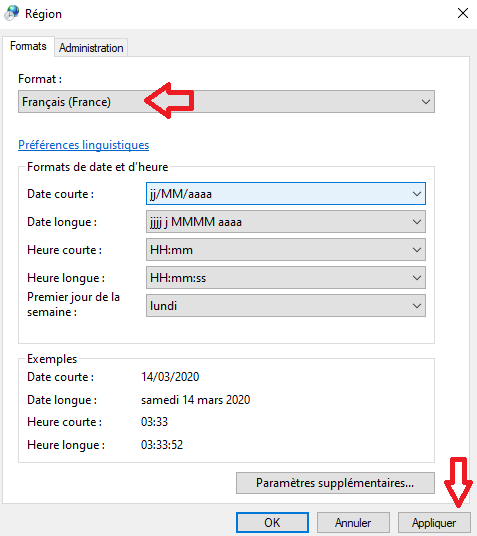 Région
Formats Administration
Format :
Français (France)
Préférences linguistiques
Formats de date et d'heure
Date courte : jj/MM/aaaa
Date longue : jjjj j MMMM aaaa
Heure courte : HH:mm
Heure longue : HH:mm:ss
Premier jour de la
semaine : lundi
Exemples
Date courte : 14/03/2020
Date longue : samedi 14 mars 2020
Heure courte : 03:33
Heure longue : 03:33:52
Paramètres supplémentaires...
OK Annuler Appliquer